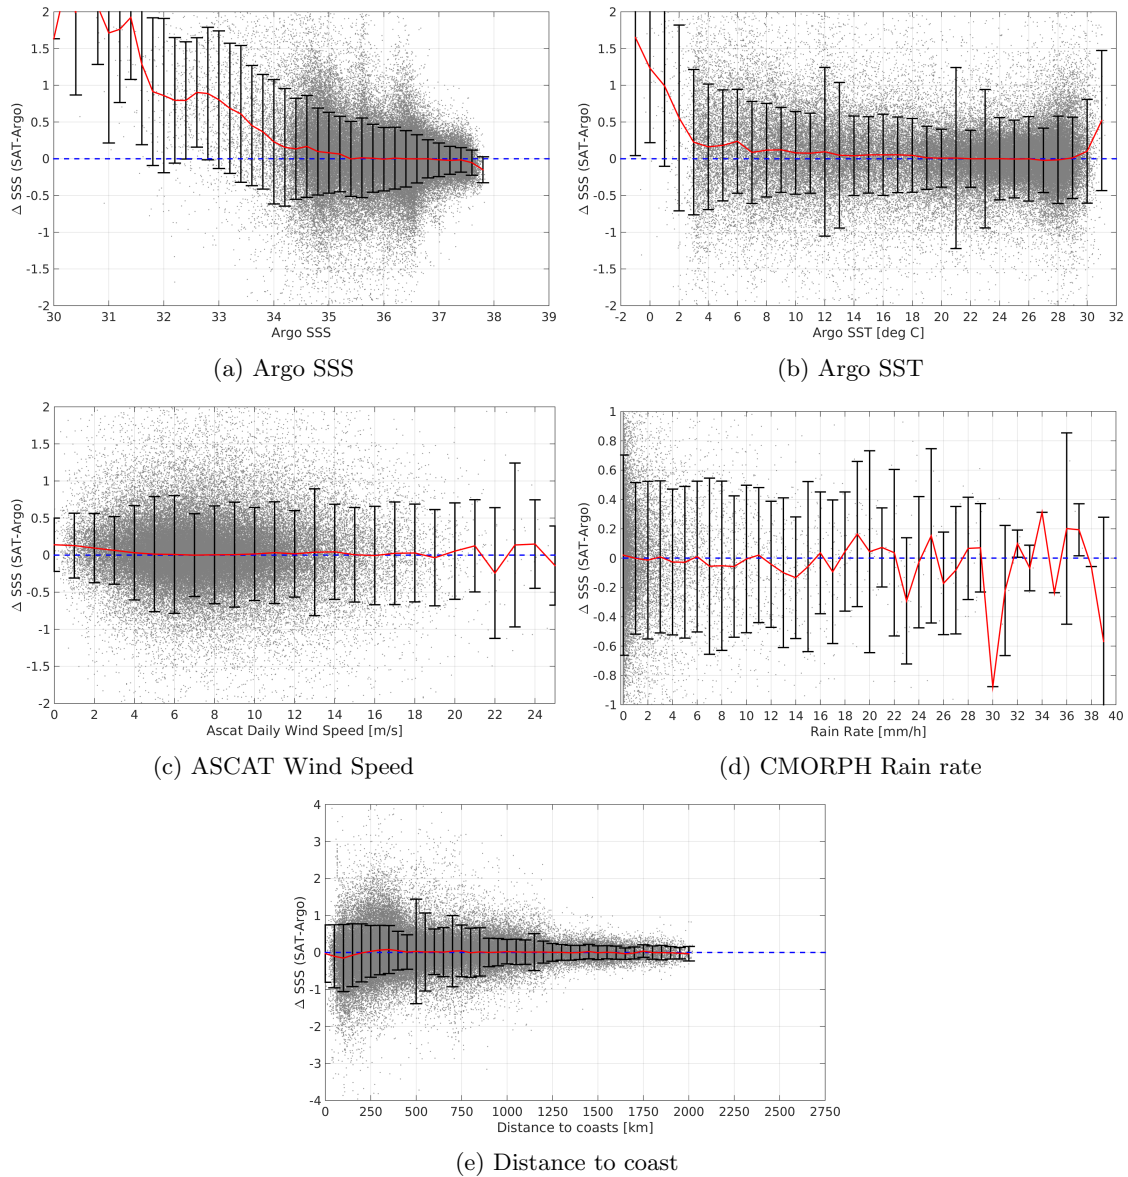 2
1.5
1
0.5
0
-0.5
-1
-1.5
-2
Δ SSS (SAT-Argo)
30 31 32 33 34 35 36 37 38 39
Argo SSS
(a) Argo SSS
2
1.5
1
0.5
0
-0.5
-1
-1.5
-2
Δ SSS (SAT-Argo)
-2 0 2 4 6 8 10 12 14 16 18 20 22 24 26 28 30 32
Argo SST [deg C]
(b) Argo SST
2
1.5
1
0.5
0
-0.5
-1
-1.5
-2
Δ SSS (SAT-Argo)
0 2 4 6 8 10 12 14 16 18 20 22 24
Ascat Daily Wind Speed [m/s]
(c) ASCAT Wind Speed
1
0.8
0.6
0.4
0.2
0
-0.2
-0.4
-0.6
-0.8
-1
Δ SSS (SAT-Argo)
0 2 4 6 8 10 12 14 16 18 20 22 24 26 28 30 32 34 36 38 40
Rain Rate [mm/h]
(d) CMORPH Rain rate
4
3
2
1
0
-1
-2
-3
-4
Δ SSS (SAT-Argo)
0 250 500 750 1000 1250 1500 1750 2000 2250 2500 2750
Distance to coasts [km]
(e) Distance to coast